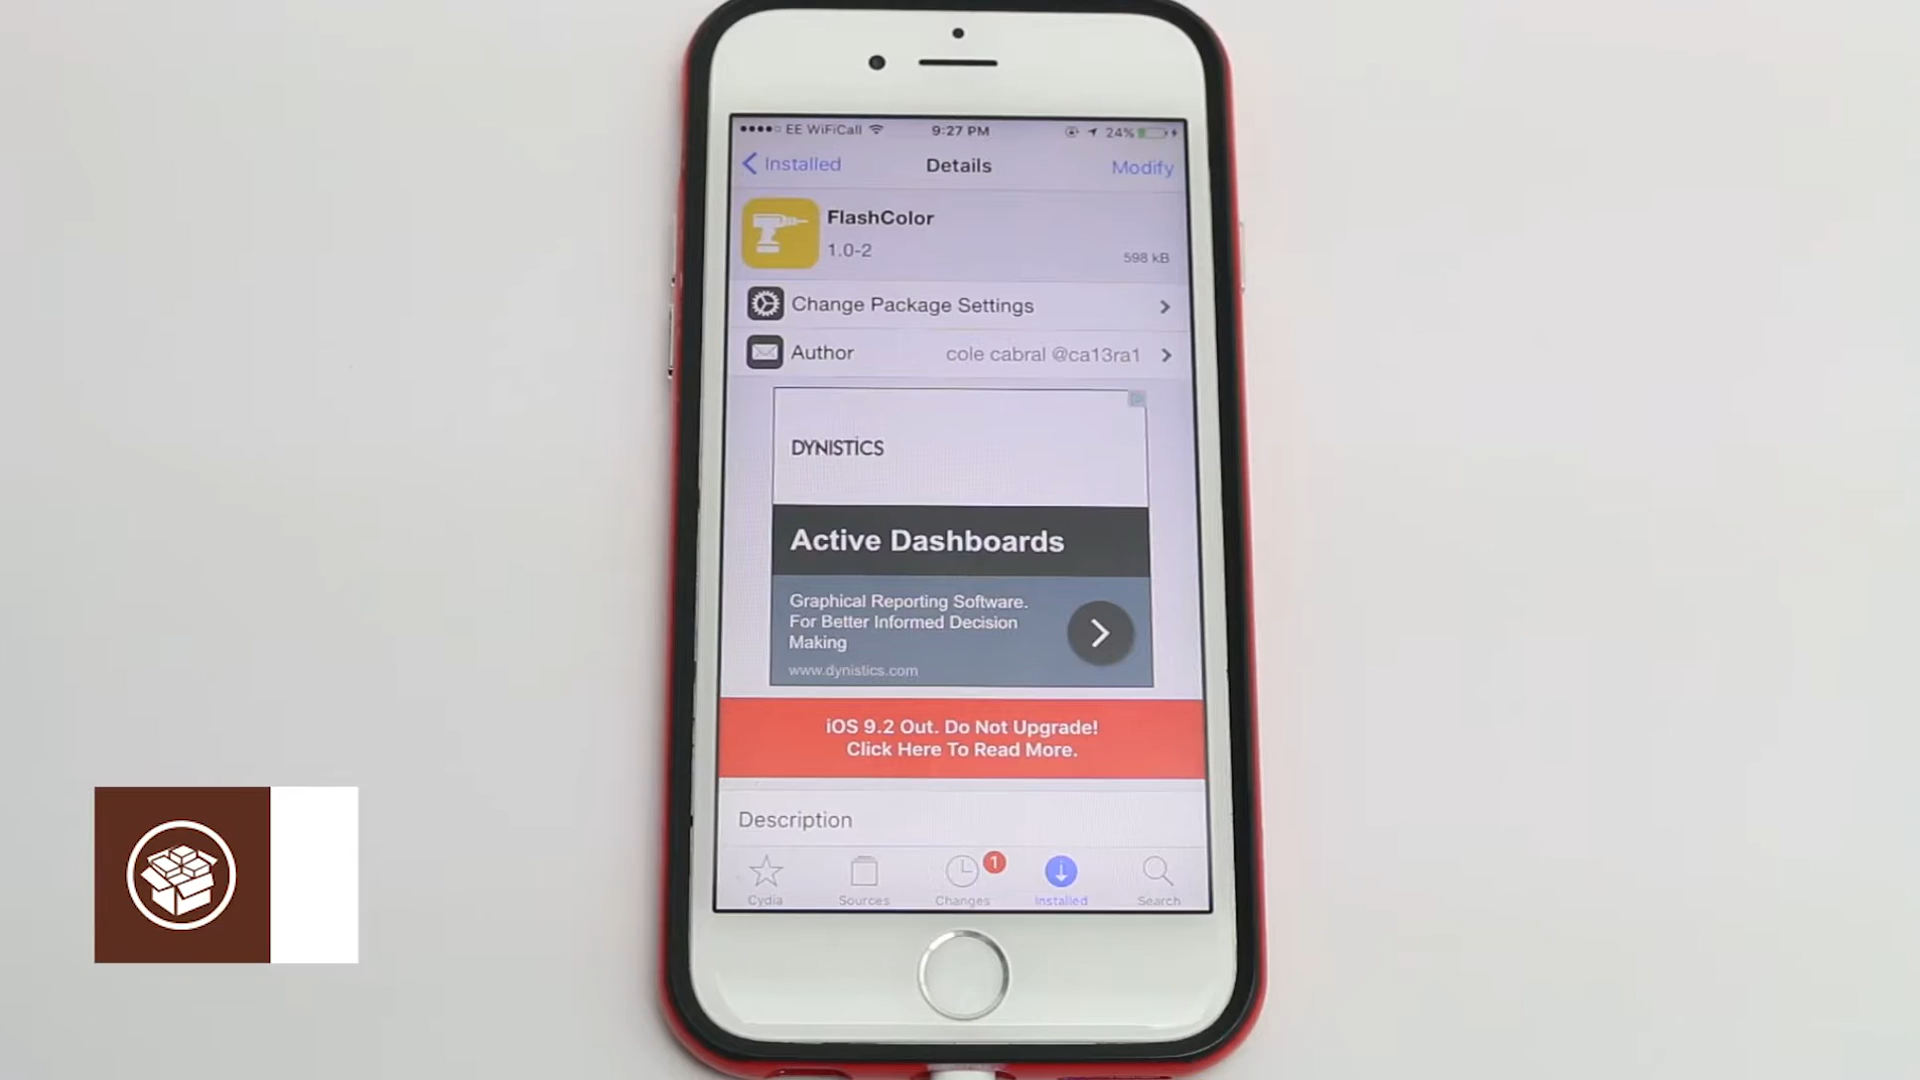 EE WiFiCall 9:27 PM 24%
Installed Details Modify
FlashColor
1.0-2
598 kB
Change Package Settings
Author cole cabral @ca13ra1
DYNISTICS
Active Dashboards
Graphical Reporting Software.
For Better Informed Decision
Making
www.dynistics.com
iOS 9.2 Out. Do Not Upgrade!
Click Here To Read More.
Description
1
Cydia Sources Changes Installed Search